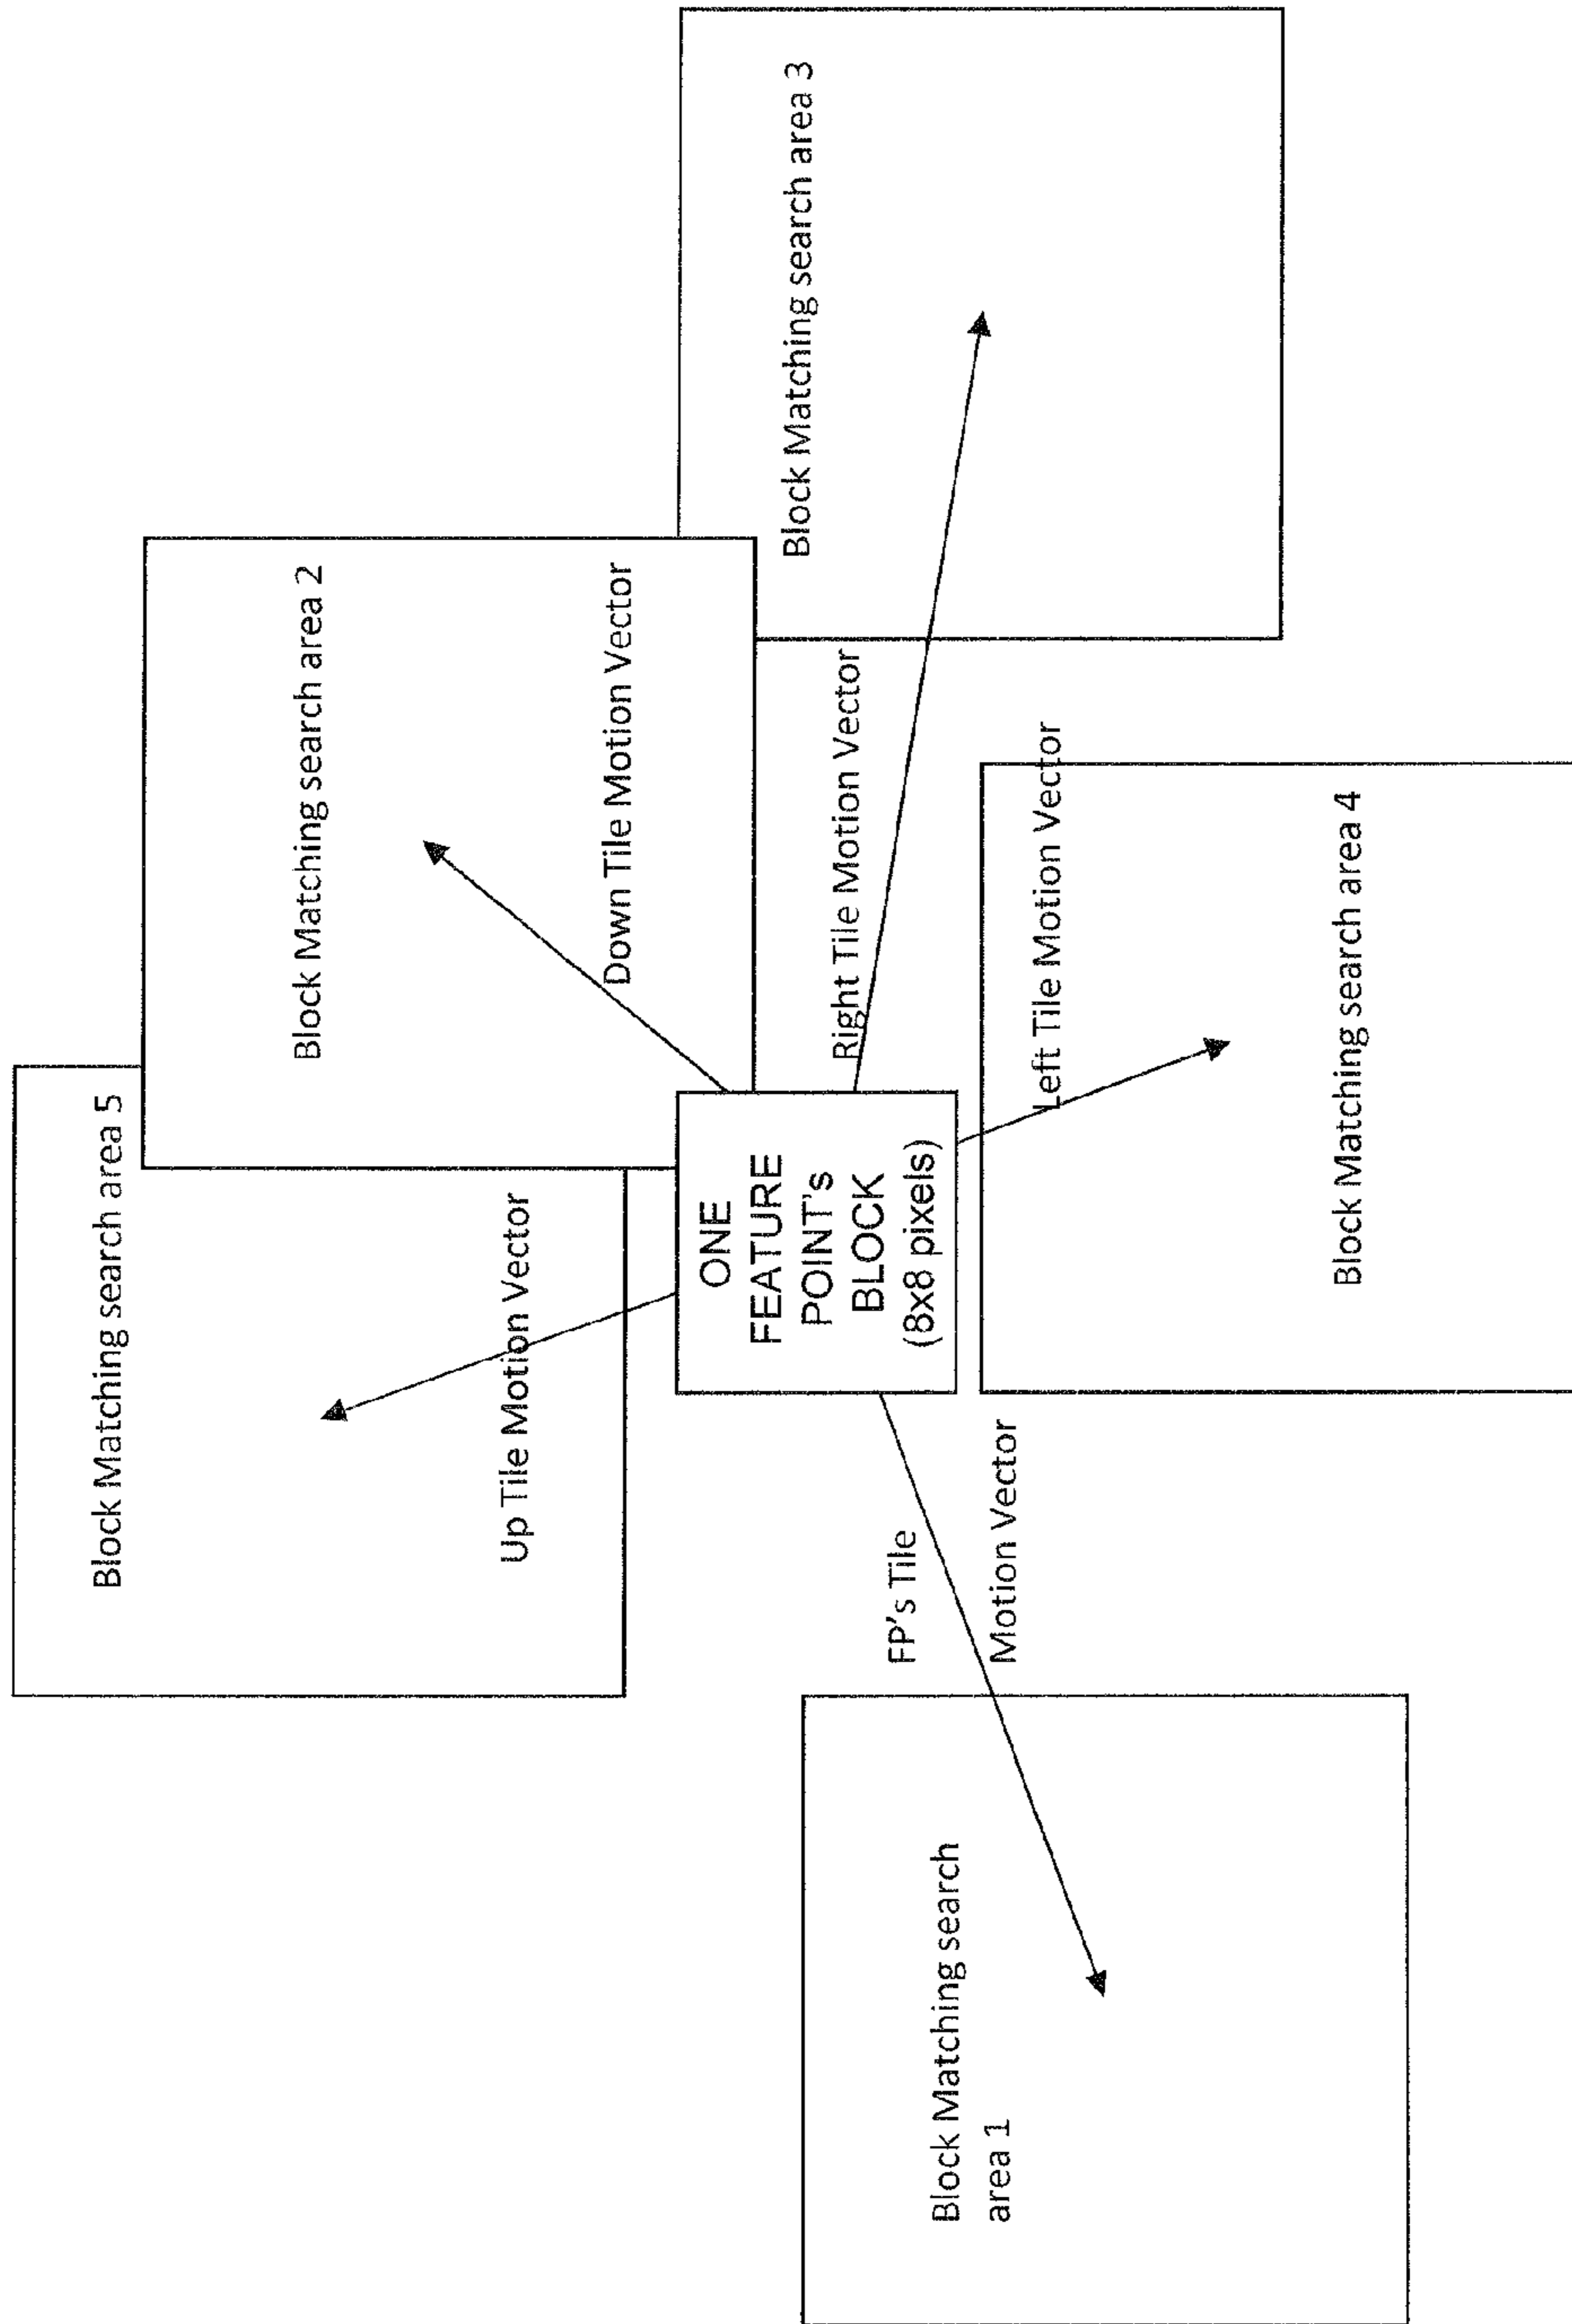 Block Matching search area 5
Up Tile Motion Vector
Block Matching search area 2
Down Tile Motion Vector
ONE
FEATURE
POINT's
BLOCK
(8x8 pixels)
Block Matching search area 3
Right Tile Motion Vector
Left Tile Motion Vector
Block Matching search area 4
FP's Tile
Motion Vector
Block Matching search
area 1